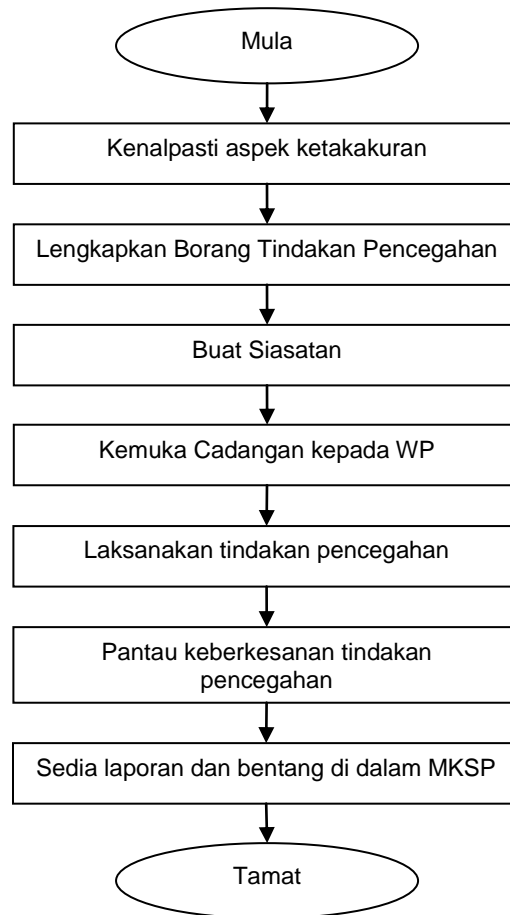 Mula
Kenalpasti aspek ketakakuran
Lengkapkan Borang Tindakan Pencegahan
Buat Siasatan
Kemuka Cadangan kepada WP
Laksanakan tindakan pencegahan
Pantau keberkesanan tindakan
pencegahan
Sedia laporan dan bentang di dalam MKSP
Tamat